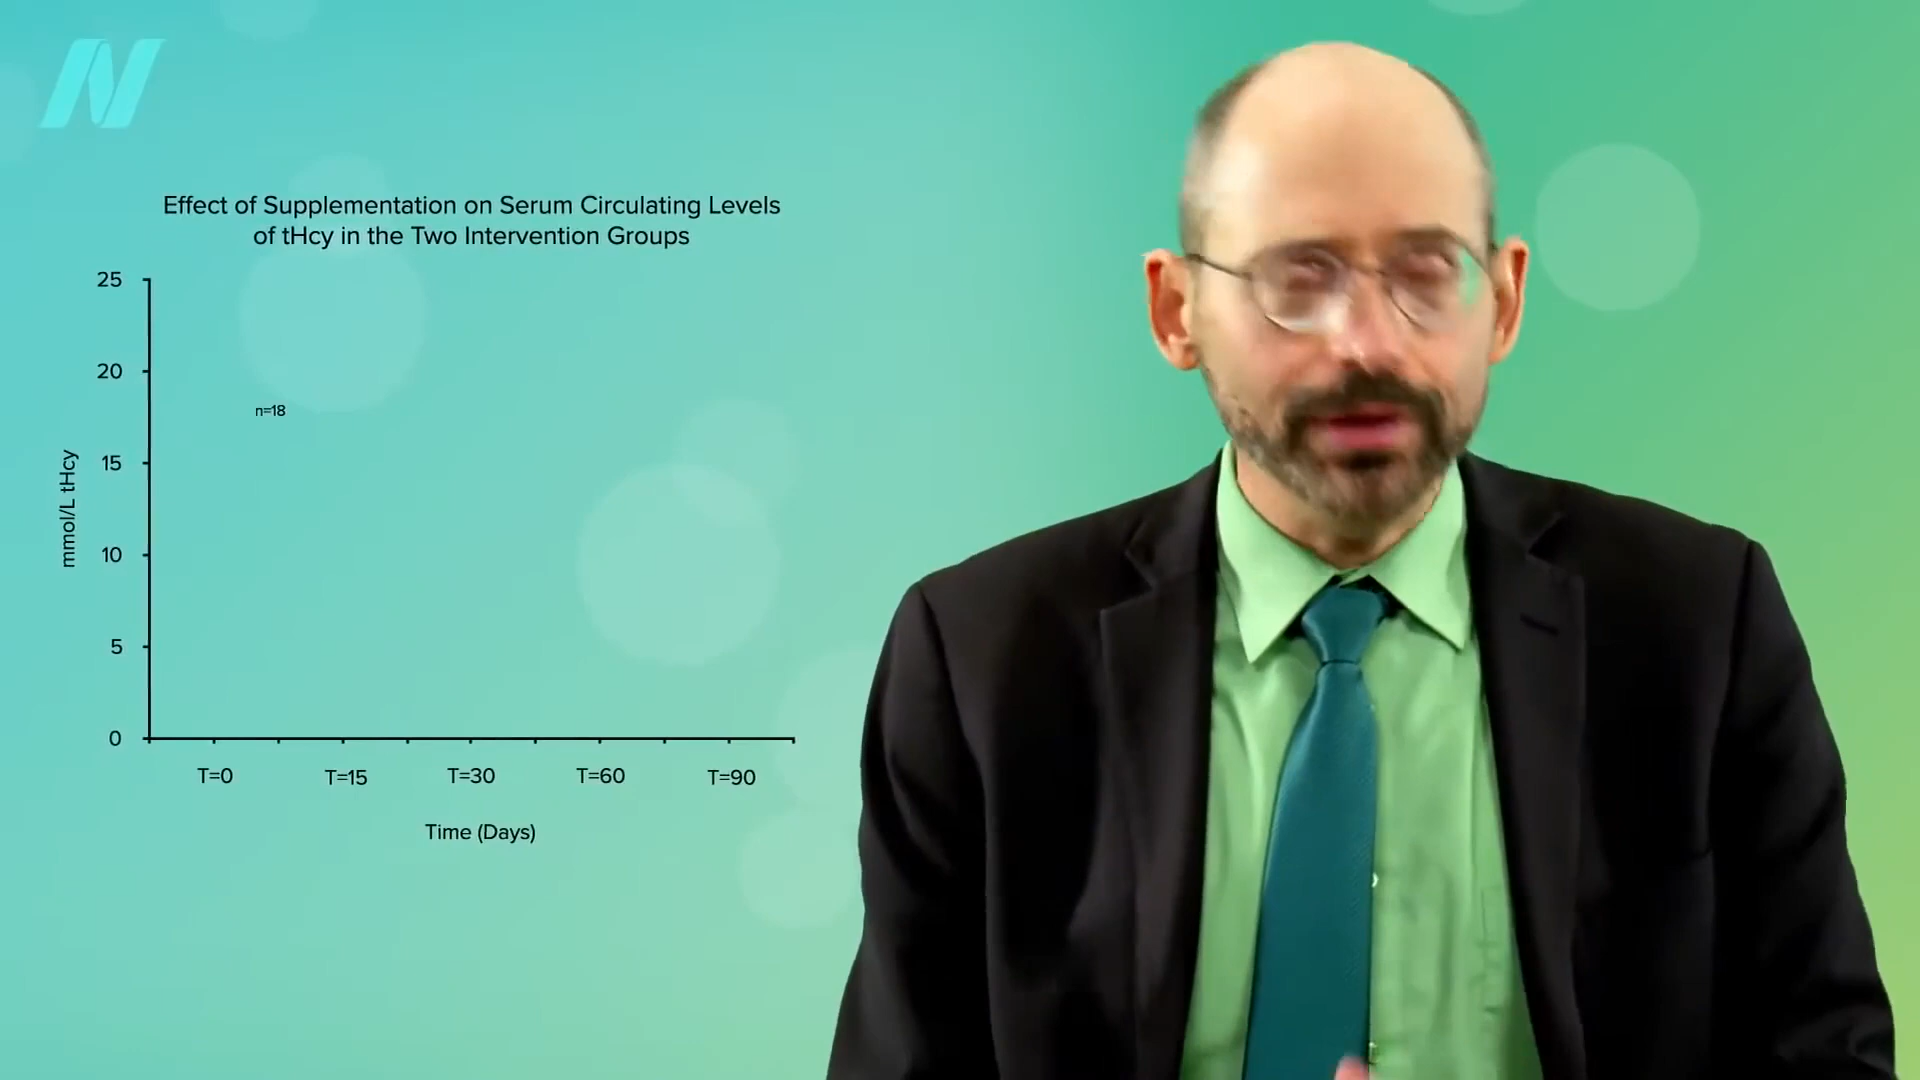 N
Effect of Supplementation on Serum Circulating Levels
of tHcy in the Two Intervention Groups
25
20
n=18
15
mmol/L tHcy
10
5
0
T=0 T=15 T=30 T=60 T=90
Time (Days)